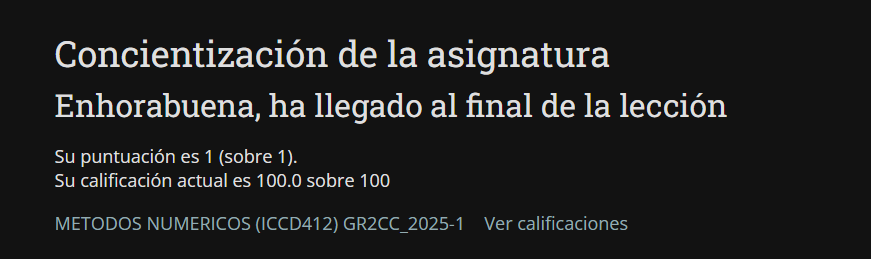 Concientización de la asignatura
Enhorabuena, ha llegado al final de la lección
Su puntuación es 1 (sobre 1).
Su calificación actual es 100.0 sobre 100
METODOS NUMERICOS (ICCD412) GR2CC_2025-1 Ver calificaciones